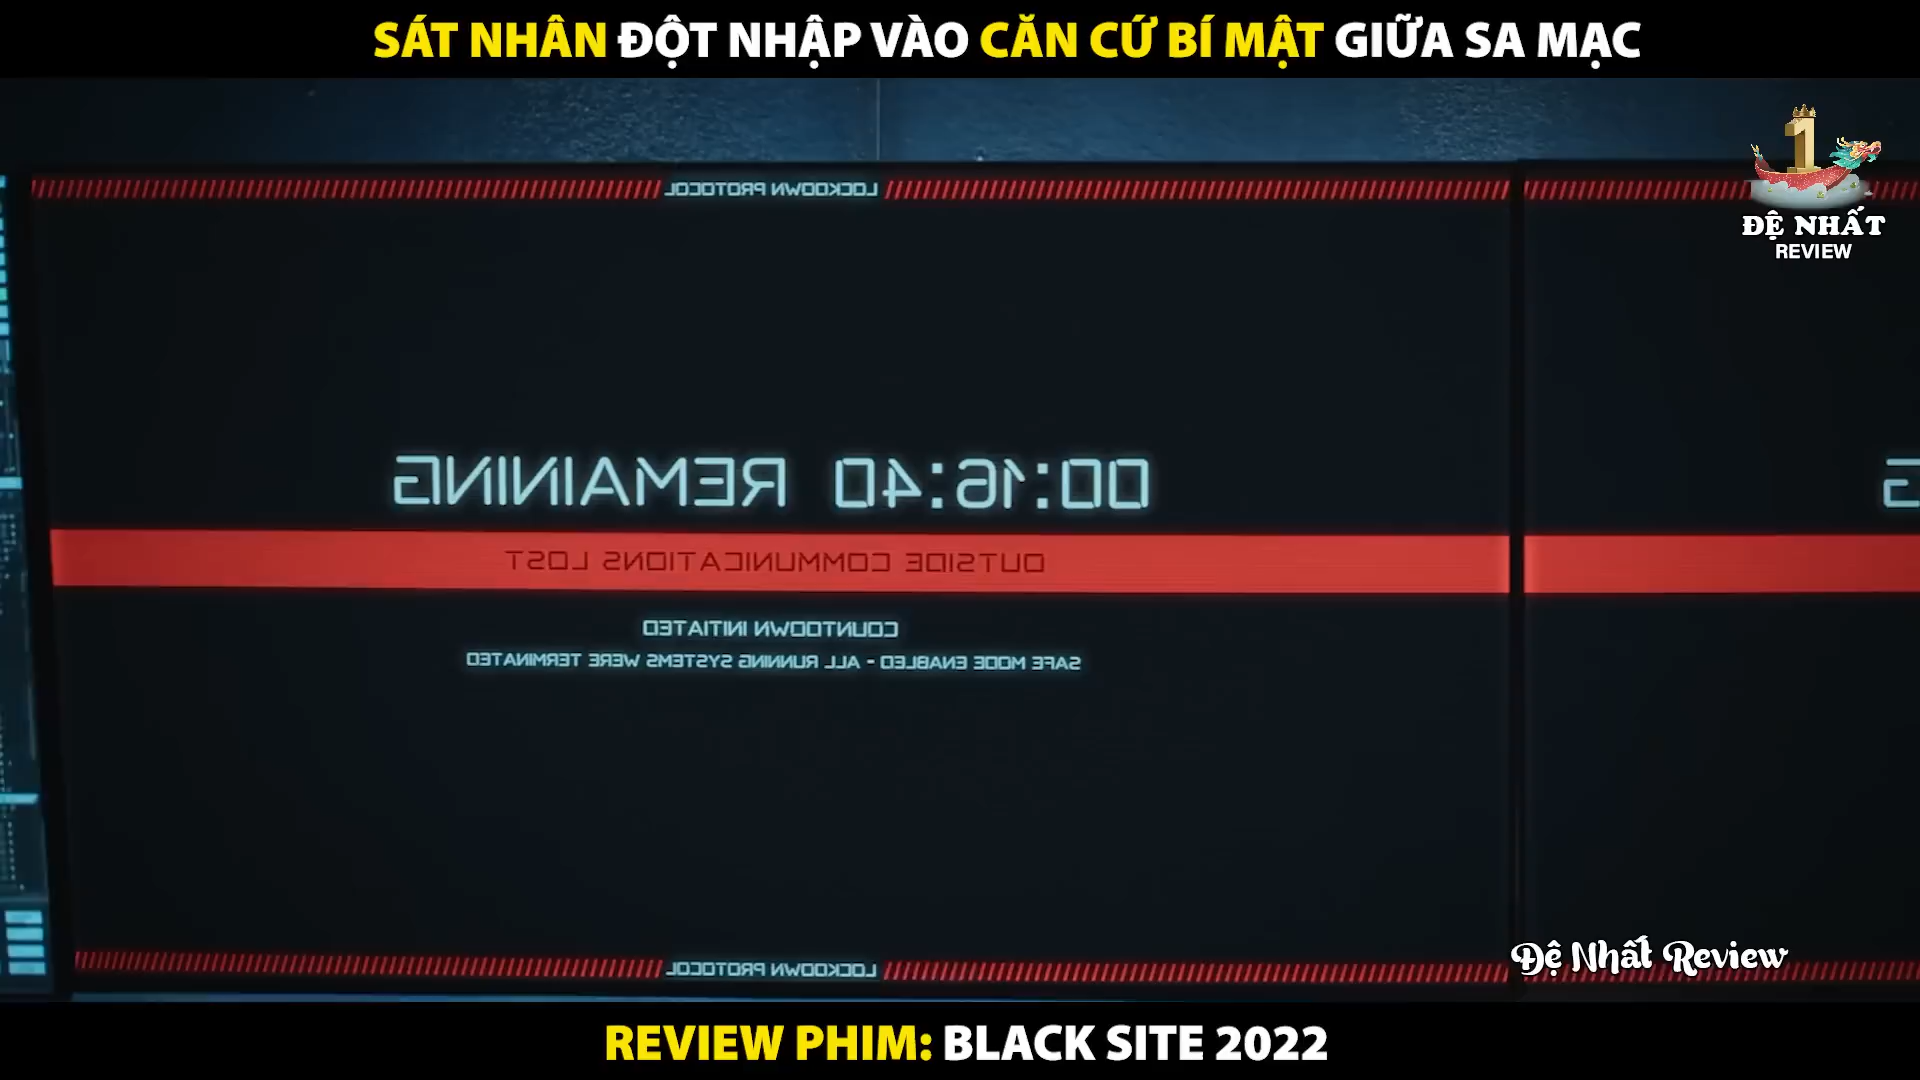 SÁT NHÂN ĐỘT NHẬP VÀO CĂN CỨ BÍ MẬT GIỮA SA MẠC
1
ĐỆ NHẤT
REVIEW
LOCKDOWN PROTOCOL
00:16:40 REMAINING
G
OUTSIDE COMMUNICATIONS LOST
COUNTDOWN INITIATED
SAFE MODE ENABLED - ALL RUNNING SYSTEMS WERE TERMINATED
Đệ Nhất Review
LOCKDOWN PROTOCOL
REVIEW PHIM: BLACK SITE 2022